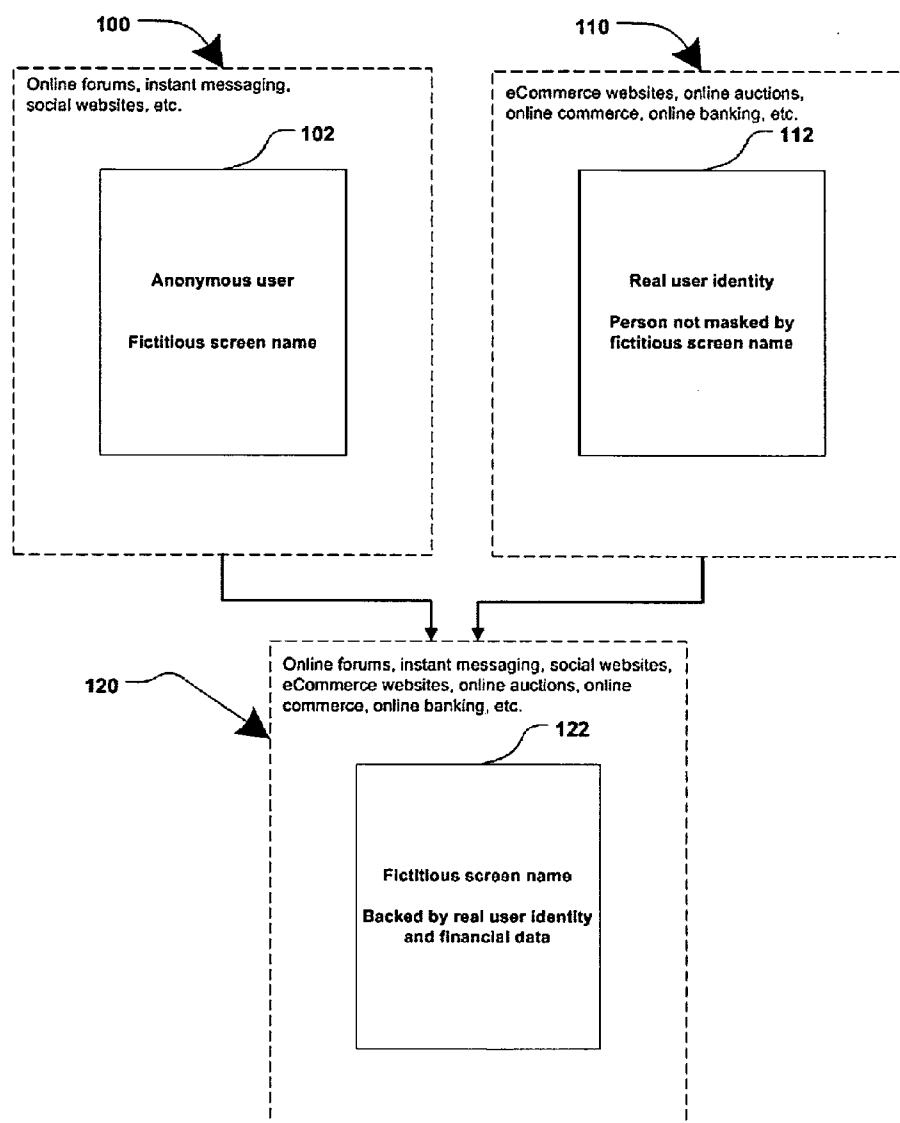 100
Online forums, instant messaging,
social websites, etc.
102
Anonymous user
Fictitious screen name
110
eCommerce websites, online auctions,
online commerce, online banking, etc.
112
Real user identity
Person not masked by
fictitious screen name
120
Online forums, instant messaging, social websites,
eCommerce websites, online auctions, online
commerce, online banking, etc.
122
Fictitious screen name
Backed by real user identity
and financial data